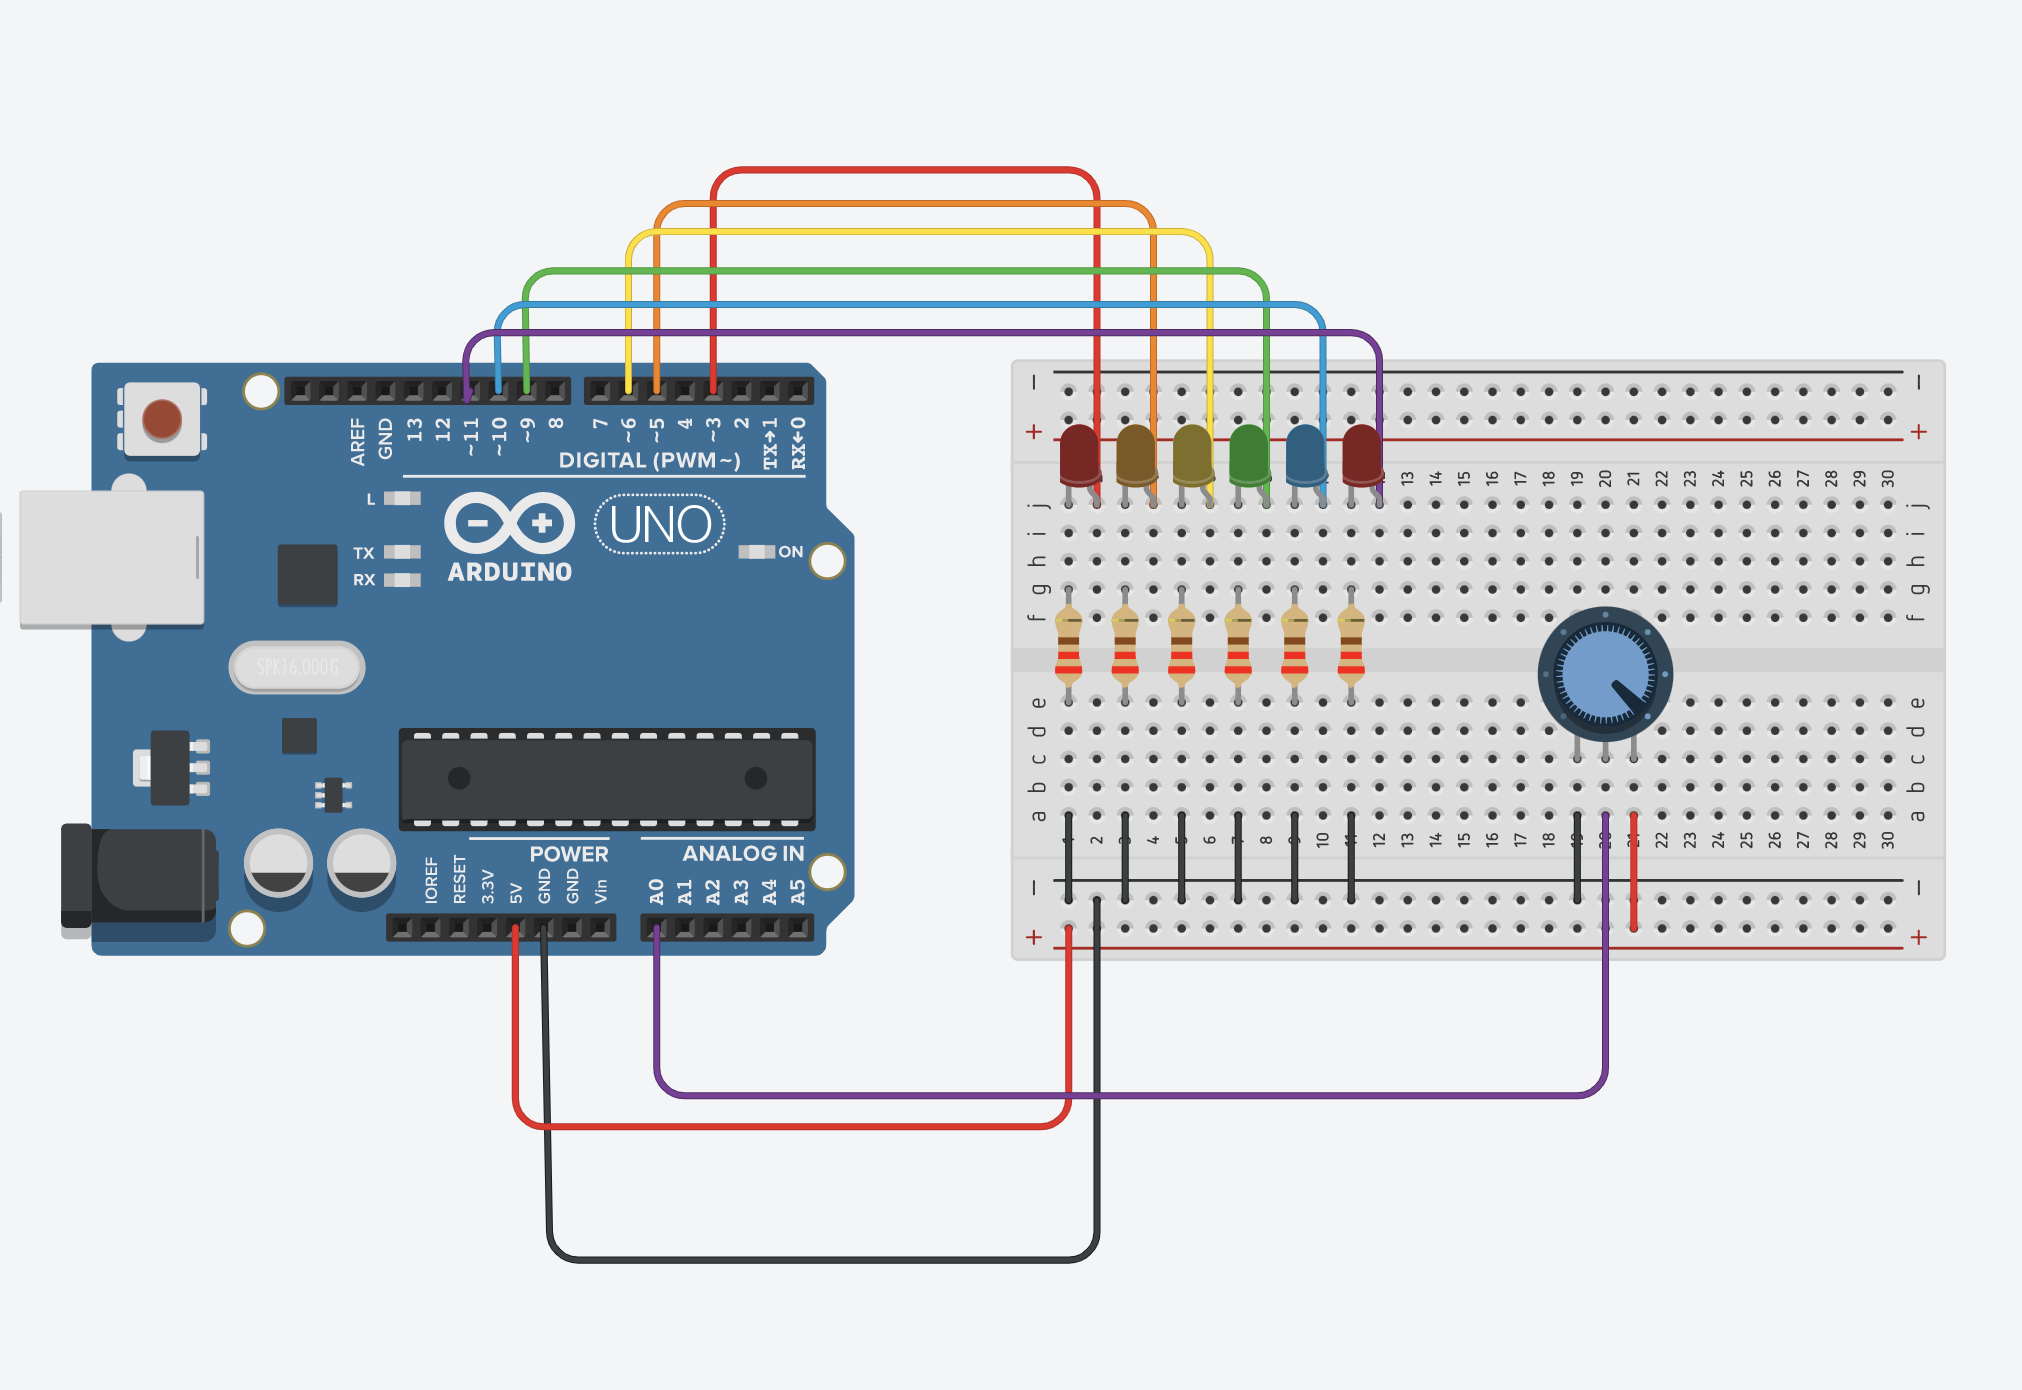 AREF
GND
13
12
~11
~10
~9
8
7
~6
~5
4
~3
2
TX→1
RX←0
DIGITAL (PWM ~)
L
TX
RX
UNO
ON
ARDUINO
SPK16.000G
POWER
ANALOG IN
IOREF
RESET
3.3V
5V
GND
GND
Vin
A0
A1
A2
A3
A4
A5
− −
+ +
13 14 15 16 17 18 19 20 21 22 23 24 25 26 27 28 29 30
j j
i i
h h
g g
f f
e e
d d
c c
b b
a a
2 4 6 8 10 12 13 14 15 16 17 18 19 20 21 22 23 24 25 26 27 28 29 30
− −
+ +